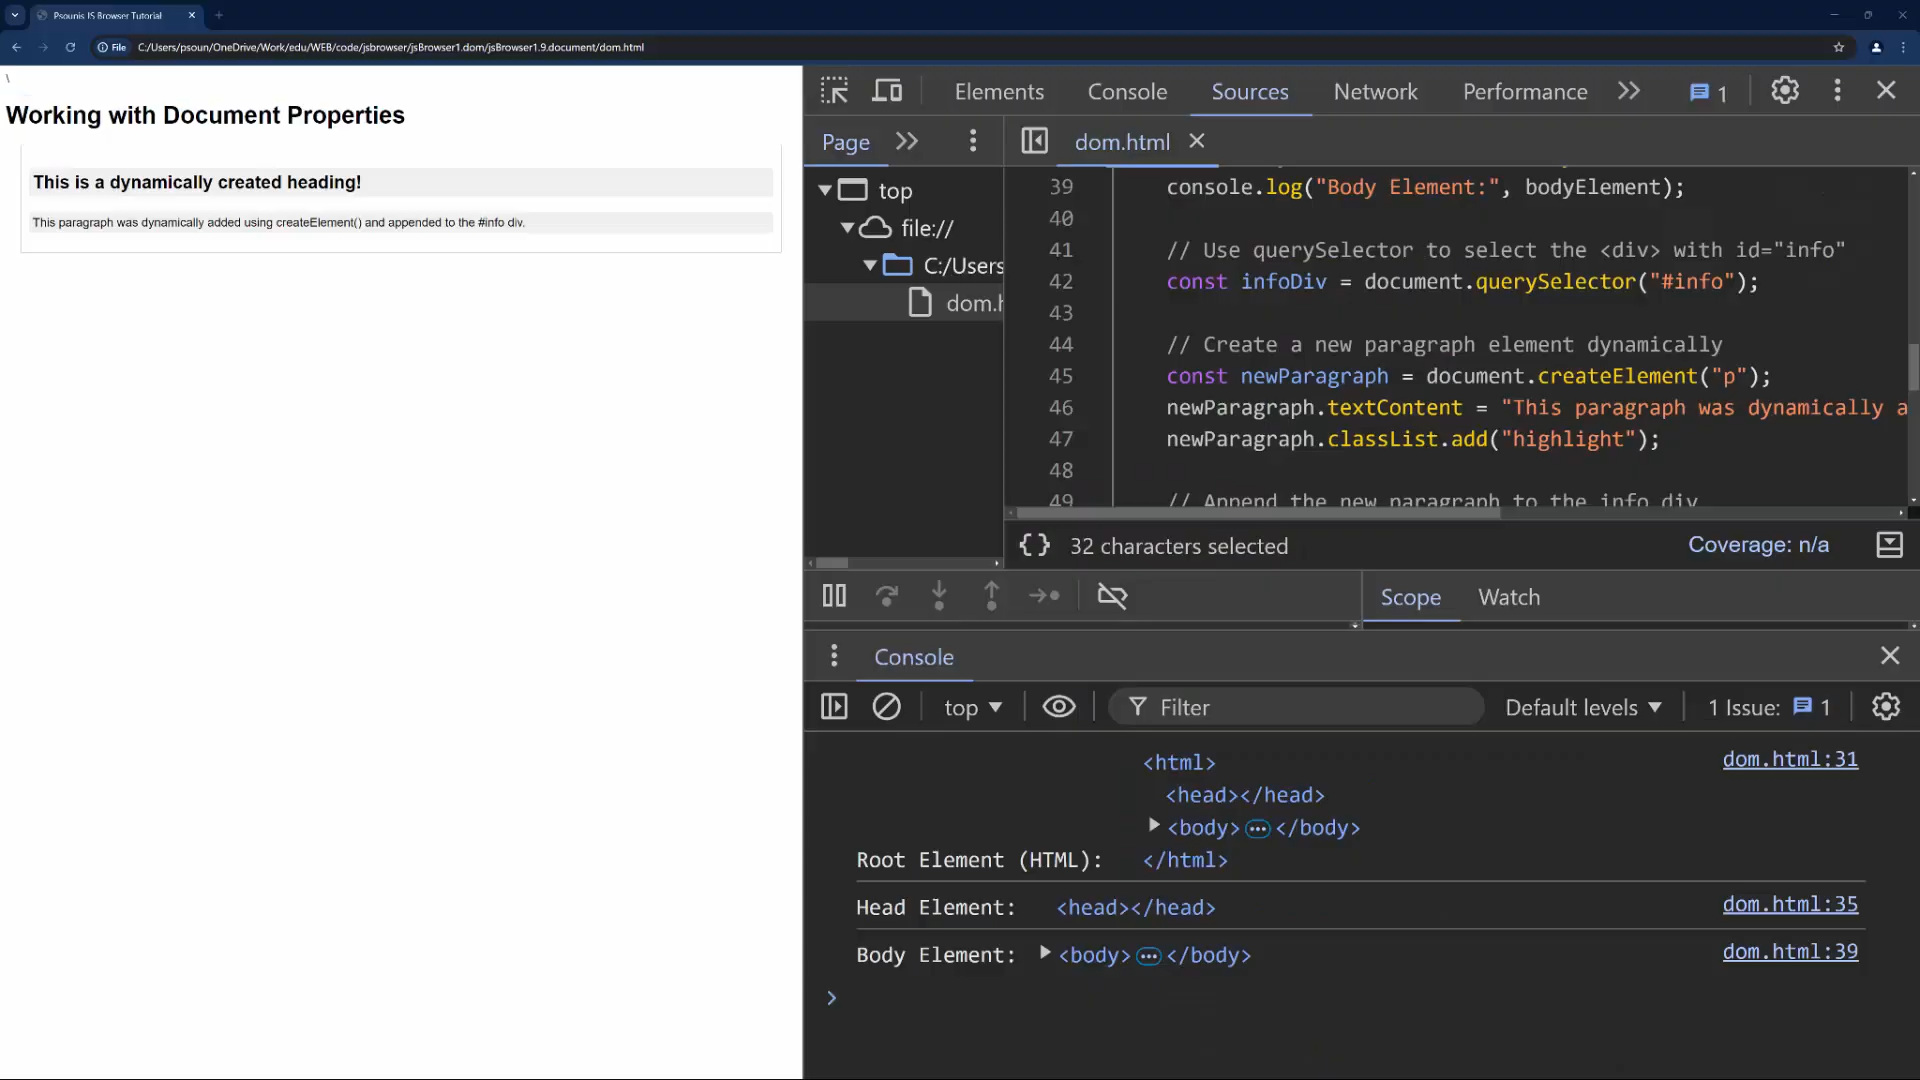 Psounis JS Browser Tutorial
File
C:/Users/psoun/OneDrive/Work/edu/WEB/code/jsbrowser/jsBrowser1.dom/jsBrowser1.9.document/dom.html
\
Working with Document Properties
This is a dynamically created heading!
This paragraph was dynamically added using createElement() and appended to the #info div.
Elements
Console
Sources
Network
Performance
1
Page
dom.html
top
file://
C:/Users
dom.h
39 console.log("Body Element:", bodyElement);
40
41 // Use querySelector to select the <div> with id="info"
42 const infoDiv = document.querySelector("#info");
43
44 // Create a new paragraph element dynamically
45 const newParagraph = document.createElement("p");
46 newParagraph.textContent = "This paragraph was dynamically a
47 newParagraph.classList.add("highlight");
48
49 // Append the new paragraph to the info div
{} 32 characters selected
Coverage: n/a
Scope
Watch
Console
top
Filter
Default levels
1 Issue: 1
<html> dom.html:31
<head></head>
<body>…</body>
Root Element (HTML): </html>
Head Element: <head></head> dom.html:35
Body Element: <body>…</body> dom.html:39